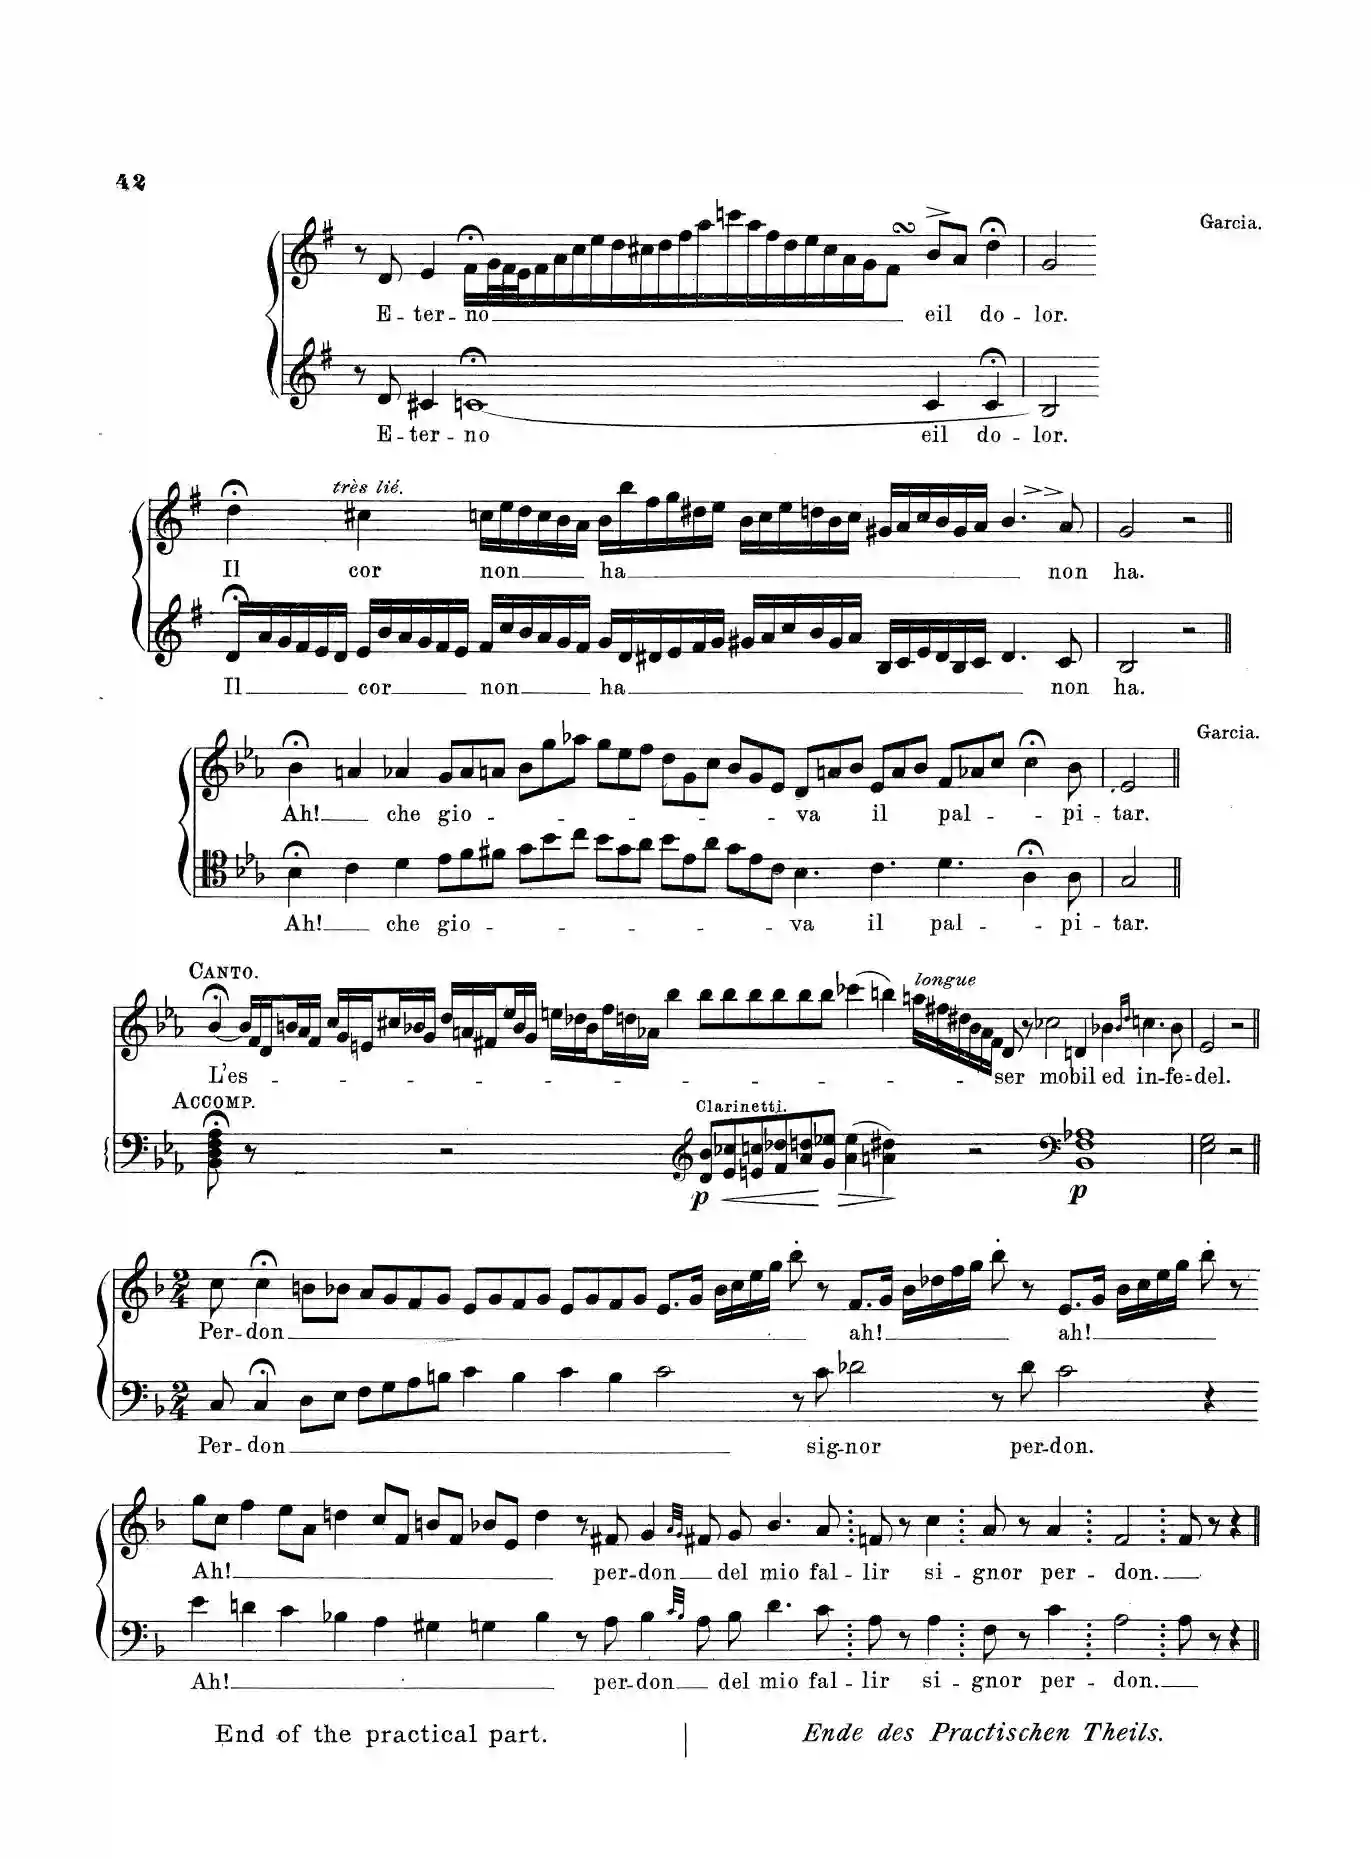 42
Garcia.
E-ter-no eil do-lor.
E-ter-no eil do-lor.
très lié.
Il cor non ha non ha.
Il cor non ha non ha.
Garcia.
Ah! che gio - - - - va il pal - - pi-tar.
Ah! che gio - - - - va il pal - - pi-tar.
CANTO.
longue
L'es - - - - - - - - - - - - - - ser mobil ed in-fe-del.
ACCOMP.
Clarinetti.
p
p
2/4
Per-don ah! ah!
2/4
Per-don sig-nor per-don.
Ah! per-don del mio fal-lir si-gnor per-don.
Ah! per-don del mio fal-lir si-gnor per-don.
End of the practical part.
Ende des Practischen Theils.